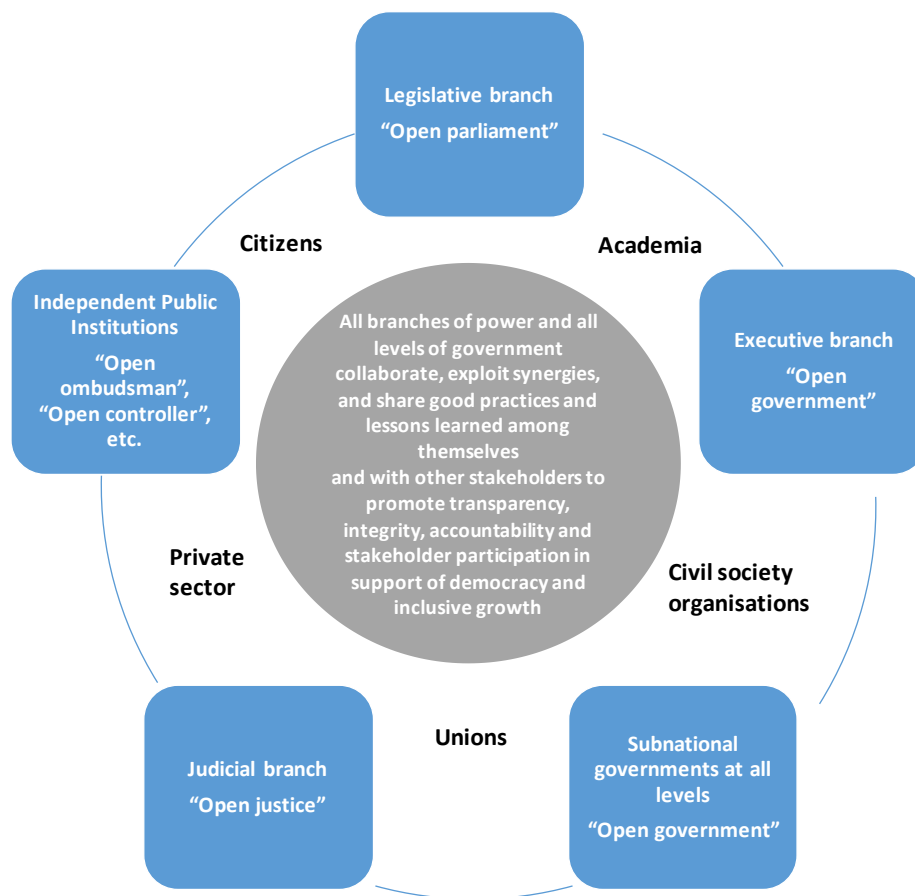 Legislative branch
“Open parliament”
Citizens
Academia
Independent Public
Institutions
“Open
ombudsman”,
“Open controller”,
etc.
All branches of power and all
levels of government
collaborate, exploit synergies,
and share good practices and
lessons learned among
themselves
and with other stakeholders to
promote transparency,
integrity, accountability and
stakeholder participation in
support of democracy and
inclusive growth
Executive branch
“Open
government”
Private
sector
Civil society
organisations
Judicial branch
“Open justice”
Unions
Subnational
governments at all
levels
“Open government”